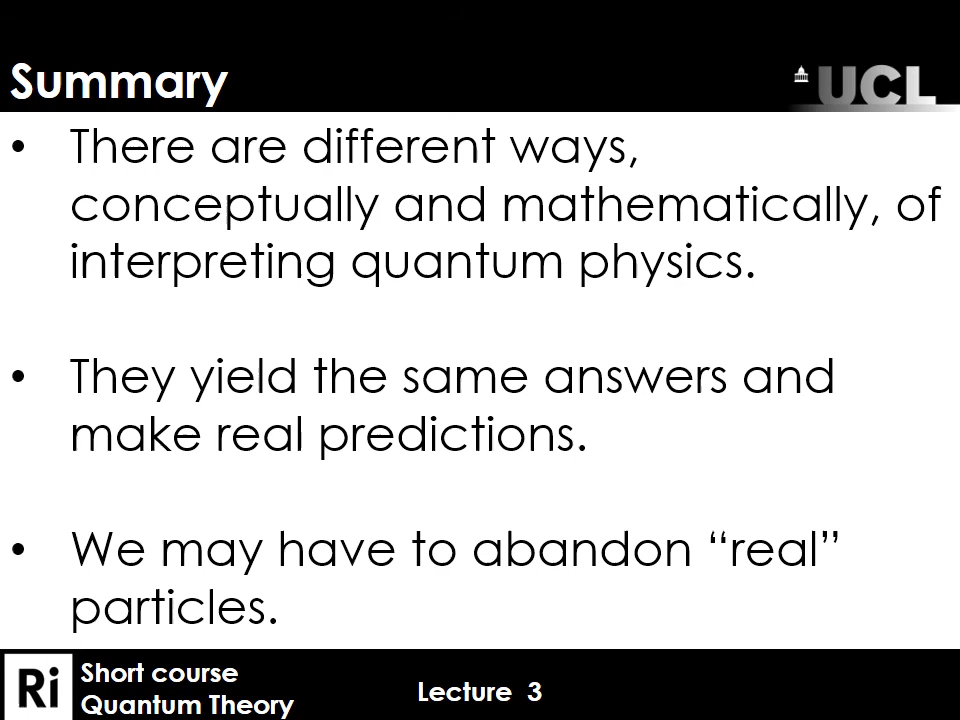 Summary
UCL
• There are different ways,
conceptually and mathematically, of
interpreting quantum physics.
• They yield the same answers and
make real predictions.
• We may have to abandon “real”
particles.
Ri
Short course
Quantum Theory
Lecture 3